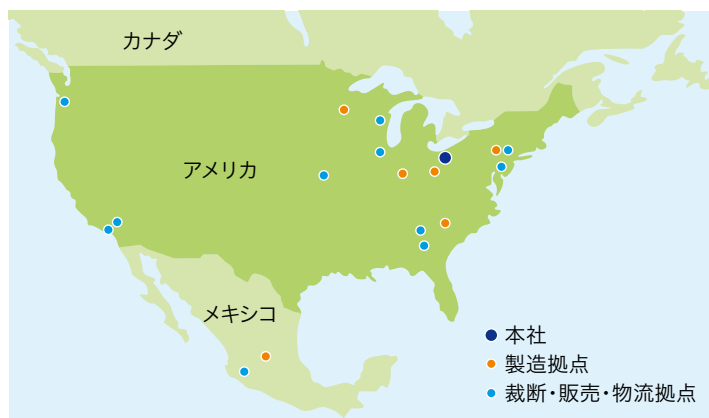 カナダ
アメリカ
メキシコ
本社
製造拠点
裁断・販売・物流拠点